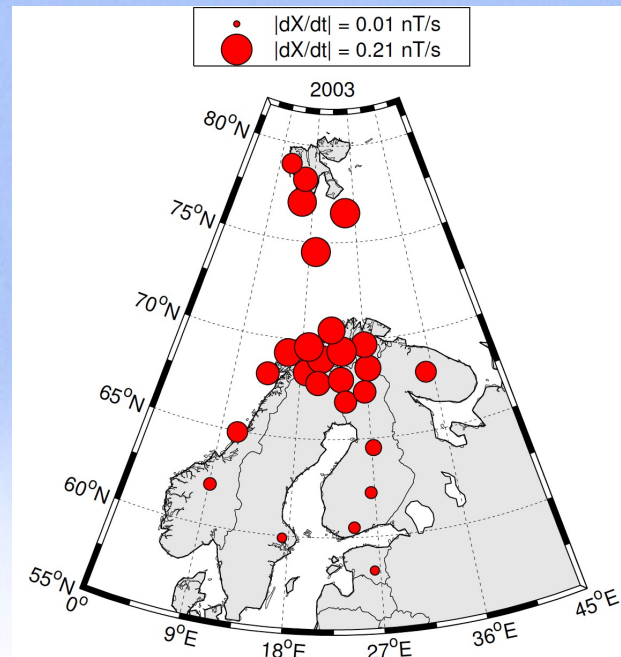 |dX/dt| = 0.01 nT/s
|dX/dt| = 0.21 nT/s
2003
80°N
75°N
70°N
65°N
60°N
55°N
0°
9°E
18°E
27°E
36°E
45°E